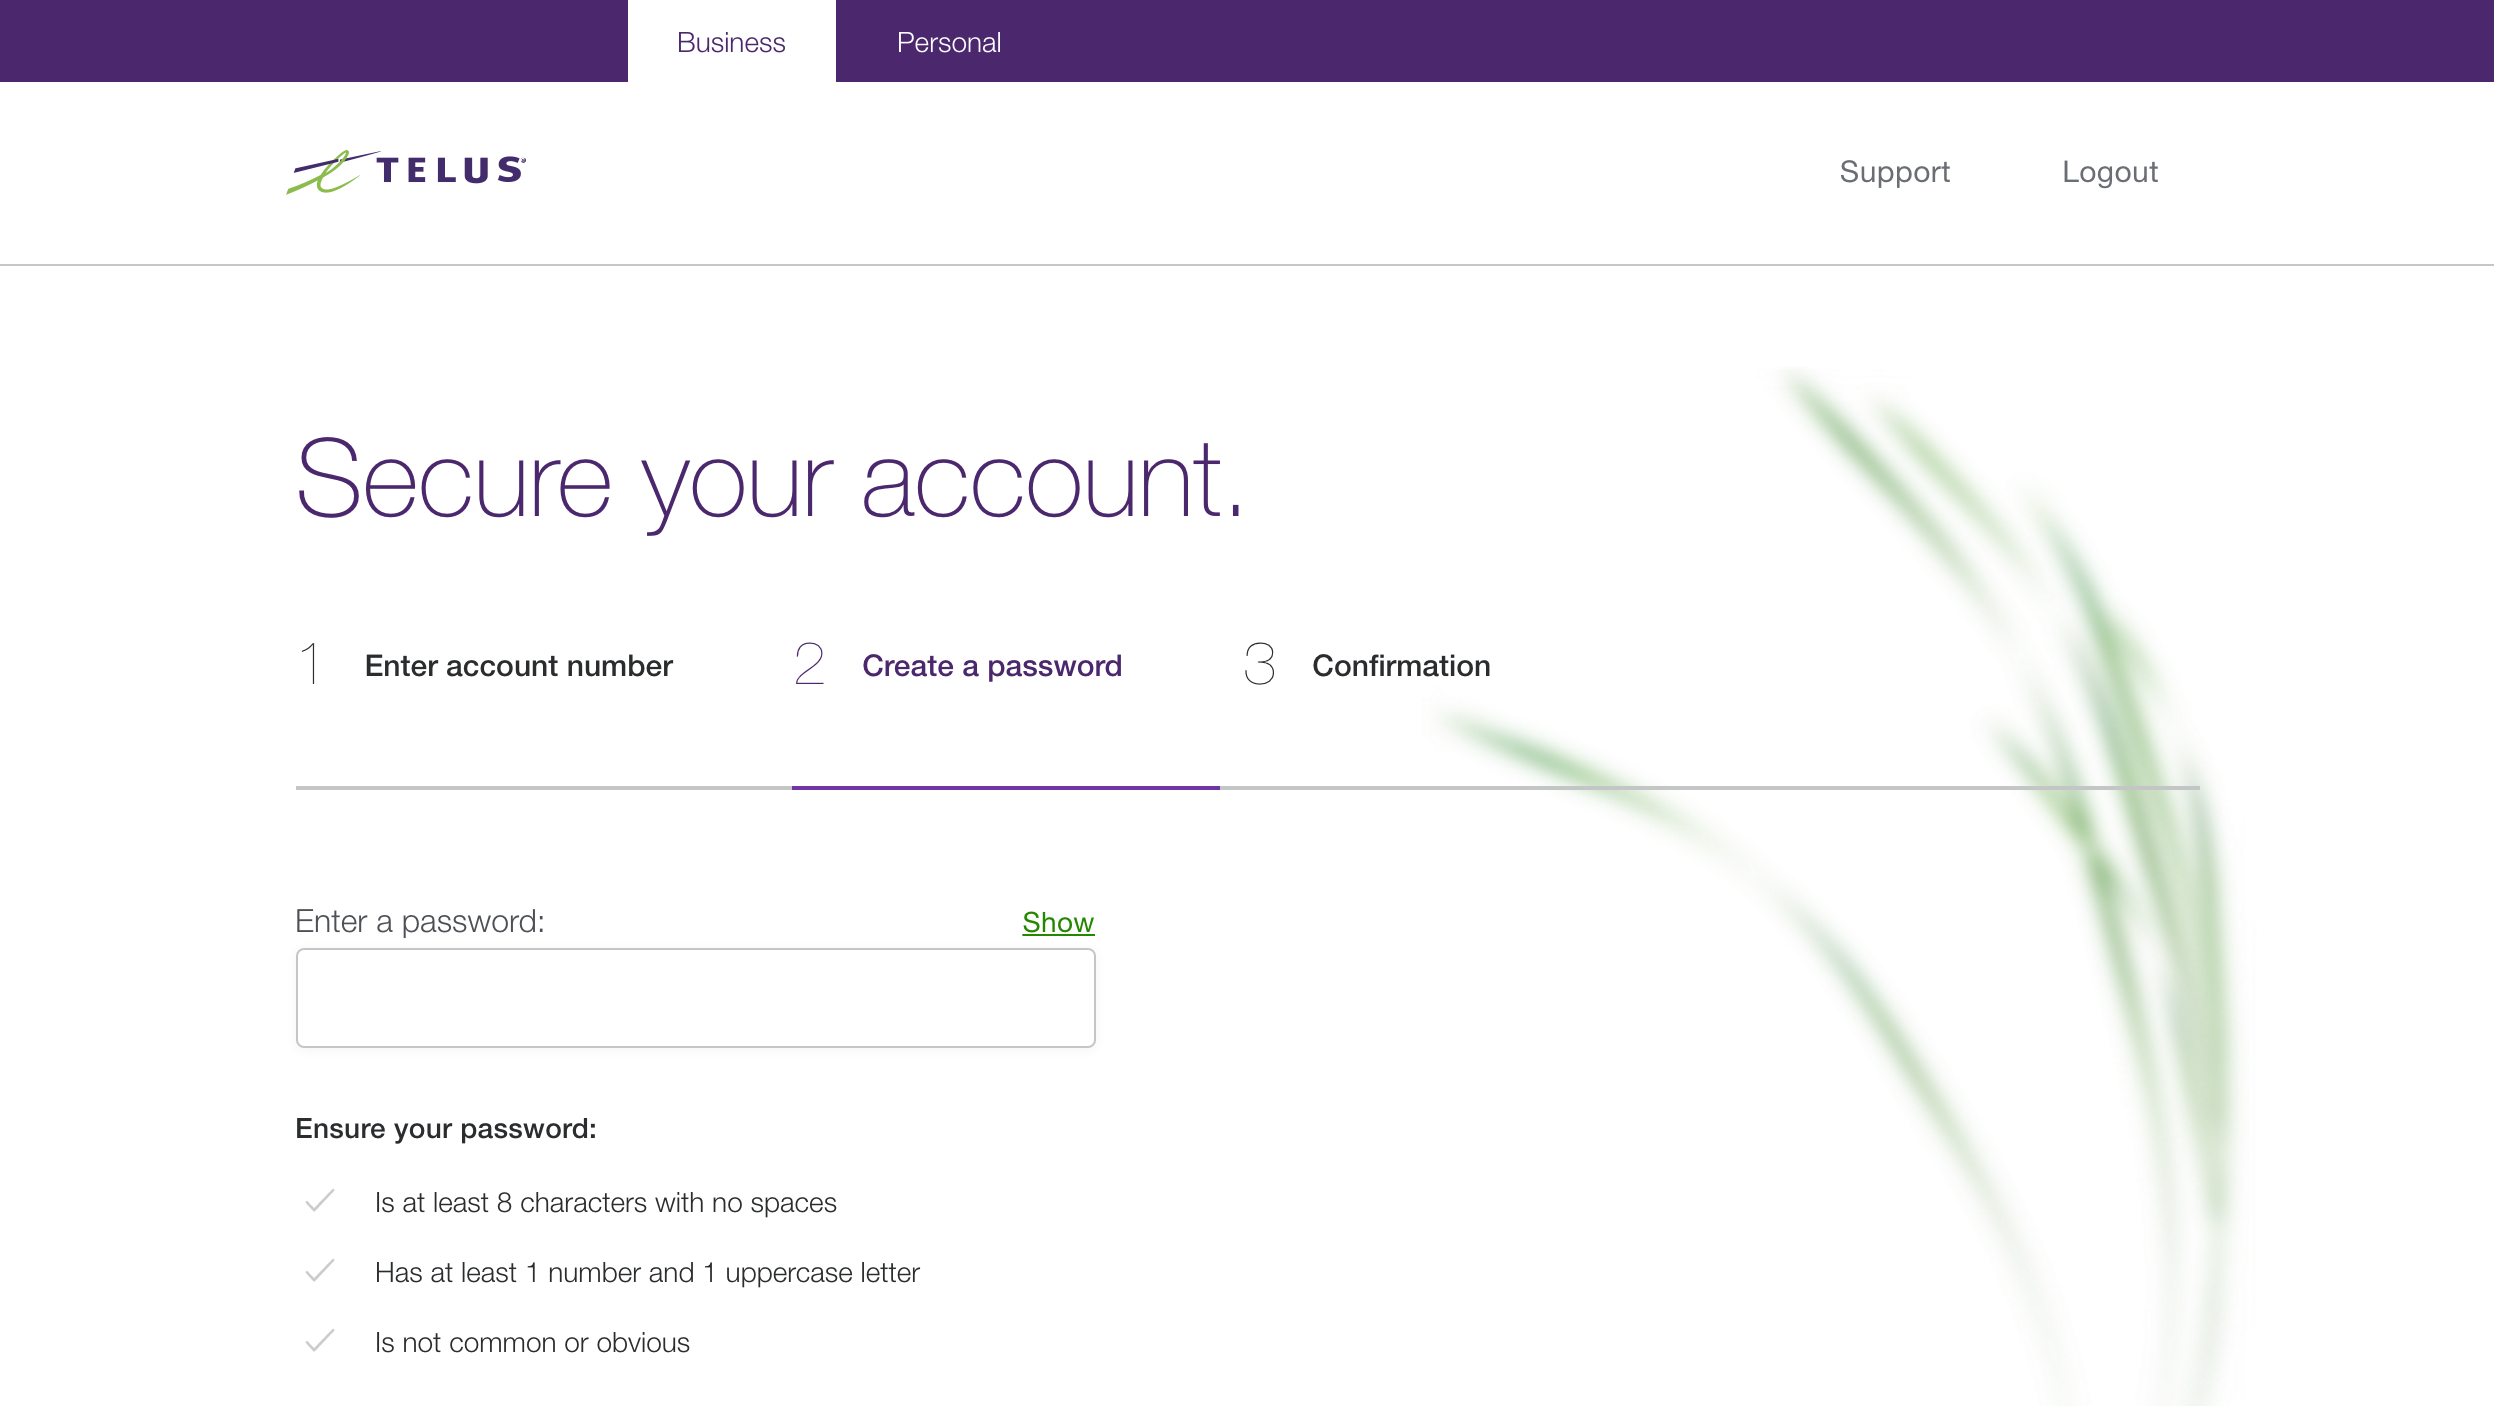 Business Personal
TELUS®
Support Logout
Secure your account.
1 Enter account number 2 Create a password 3 Confirmation
Enter a password: Show
Ensure your password:
Is at least 8 characters with no spaces
Has at least 1 number and 1 uppercase letter
Is not common or obvious